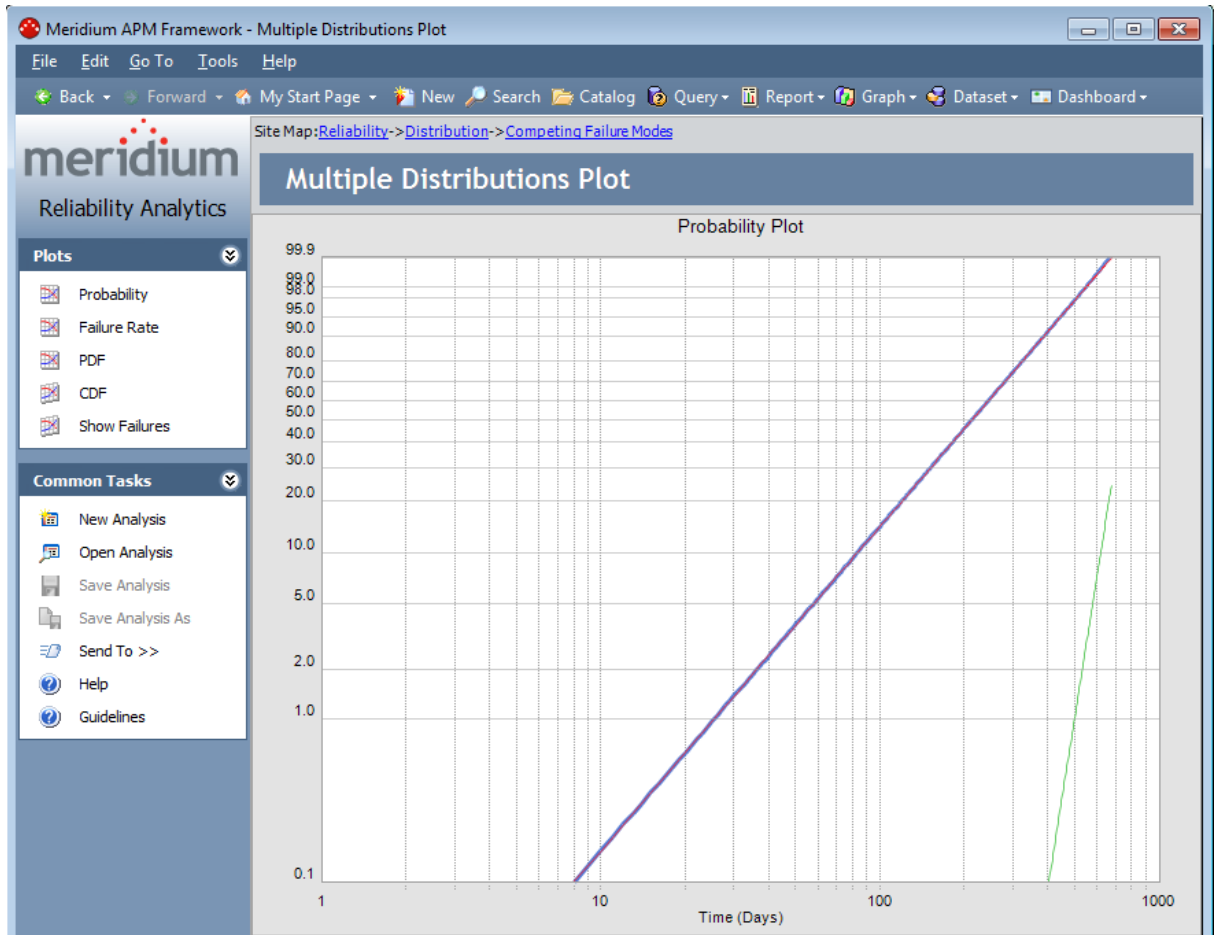 Meridium APM Framework - Multiple Distributions Plot
File Edit Go To Tools Help
Back Forward My Start Page New Search Catalog Query Report Graph Dataset Dashboard
meridium
Reliability Analytics
Site Map:Reliability->Distribution->Competing Failure Modes
Multiple Distributions Plot
Plots
Probability
Failure Rate
PDF
CDF
Show Failures
Common Tasks
New Analysis
Open Analysis
Save Analysis
Save Analysis As
Send To >>
Help
Guidelines
Probability Plot
99.9
99.0
98.0
95.0
90.0
80.0
70.0
60.0
50.0
40.0
30.0
20.0
10.0
5.0
2.0
1.0
0.1
1 10 100 1000
Time (Days)